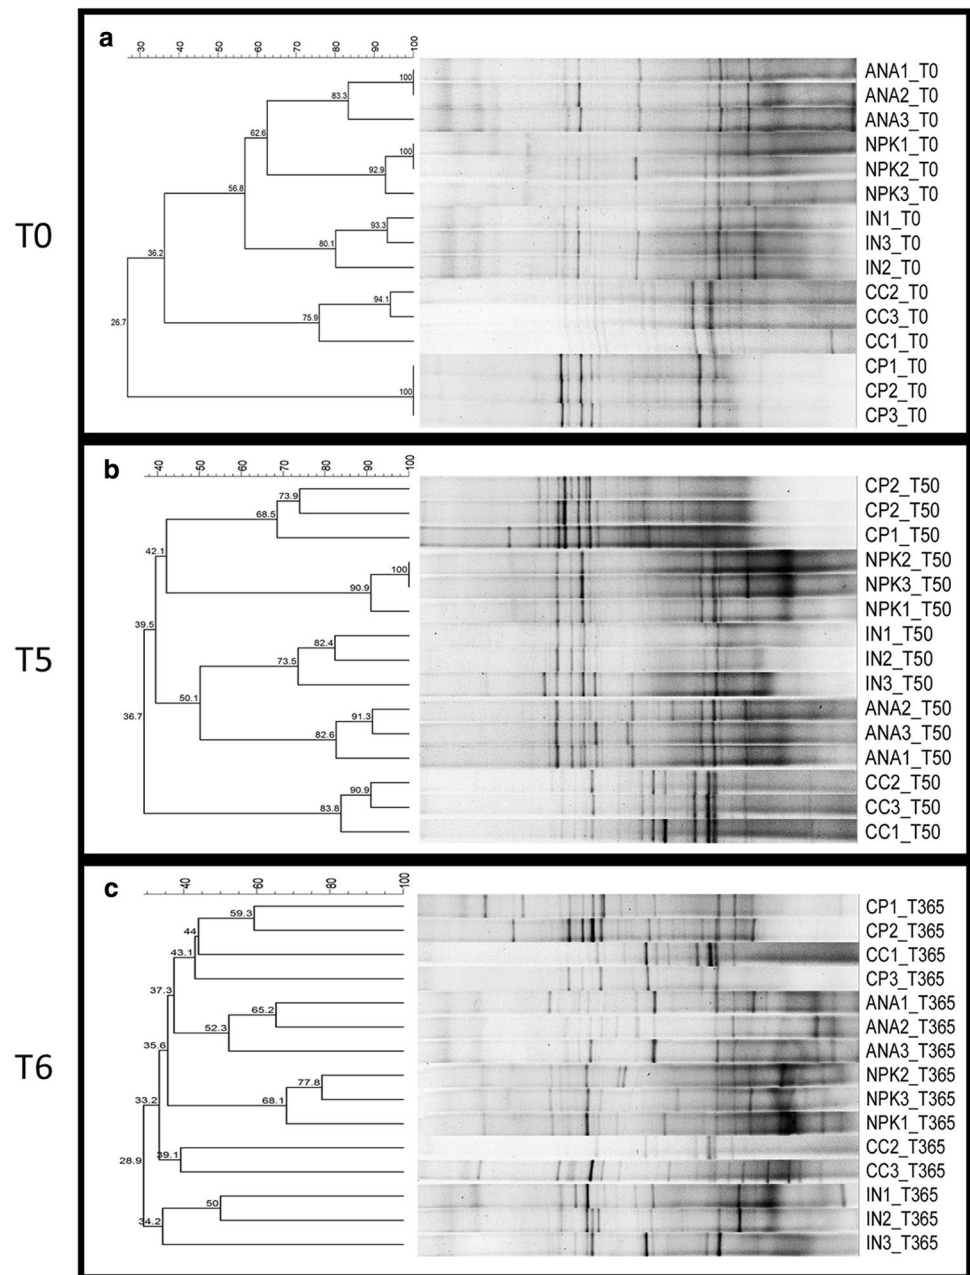 a
30 40 50 60 70 80 90 100
100 ANA1_T0
83.3 ANA2_T0
ANA3_T0
62.6 100 NPK1_T0
92.9 NPK2_T0
56.8 NPK3_T0
93.3 IN1_T0
T0 80.1 IN3_T0
36.2 IN2_T0
94.1 CC2_T0
26.7 75.9 CC3_T0
CC1_T0
CP1_T0
100 CP2_T0
CP3_T0
b
40 50 60 70 80 90 100
73.9 CP2_T50
68.5 CP2_T50
CP1_T50
42.1 100 NPK2_T50
90.9 NPK3_T50
NPK1_T50
39.5 82.4 IN1_T50
T5 73.5 IN2_T50
IN3_T50
50.1 91.3 ANA2_T50
36.7 82.6 ANA3_T50
ANA1_T50
90.9 CC2_T50
83.8 CC3_T50
CC1_T50
c
40 60 80 100
59.3 CP1_T365
44 CP2_T365
43.1 CC1_T365
CP3_T365
37.3 65.2 ANA1_T365
52.3 ANA2_T365
35.6 ANA3_T365
T6 77.8 NPK2_T365
33.2 68.1 NPK3_T365
NPK1_T365
28.9 39.1 CC2_T365
CC3_T365
50 IN1_T365
34.2 IN2_T365
IN3_T365